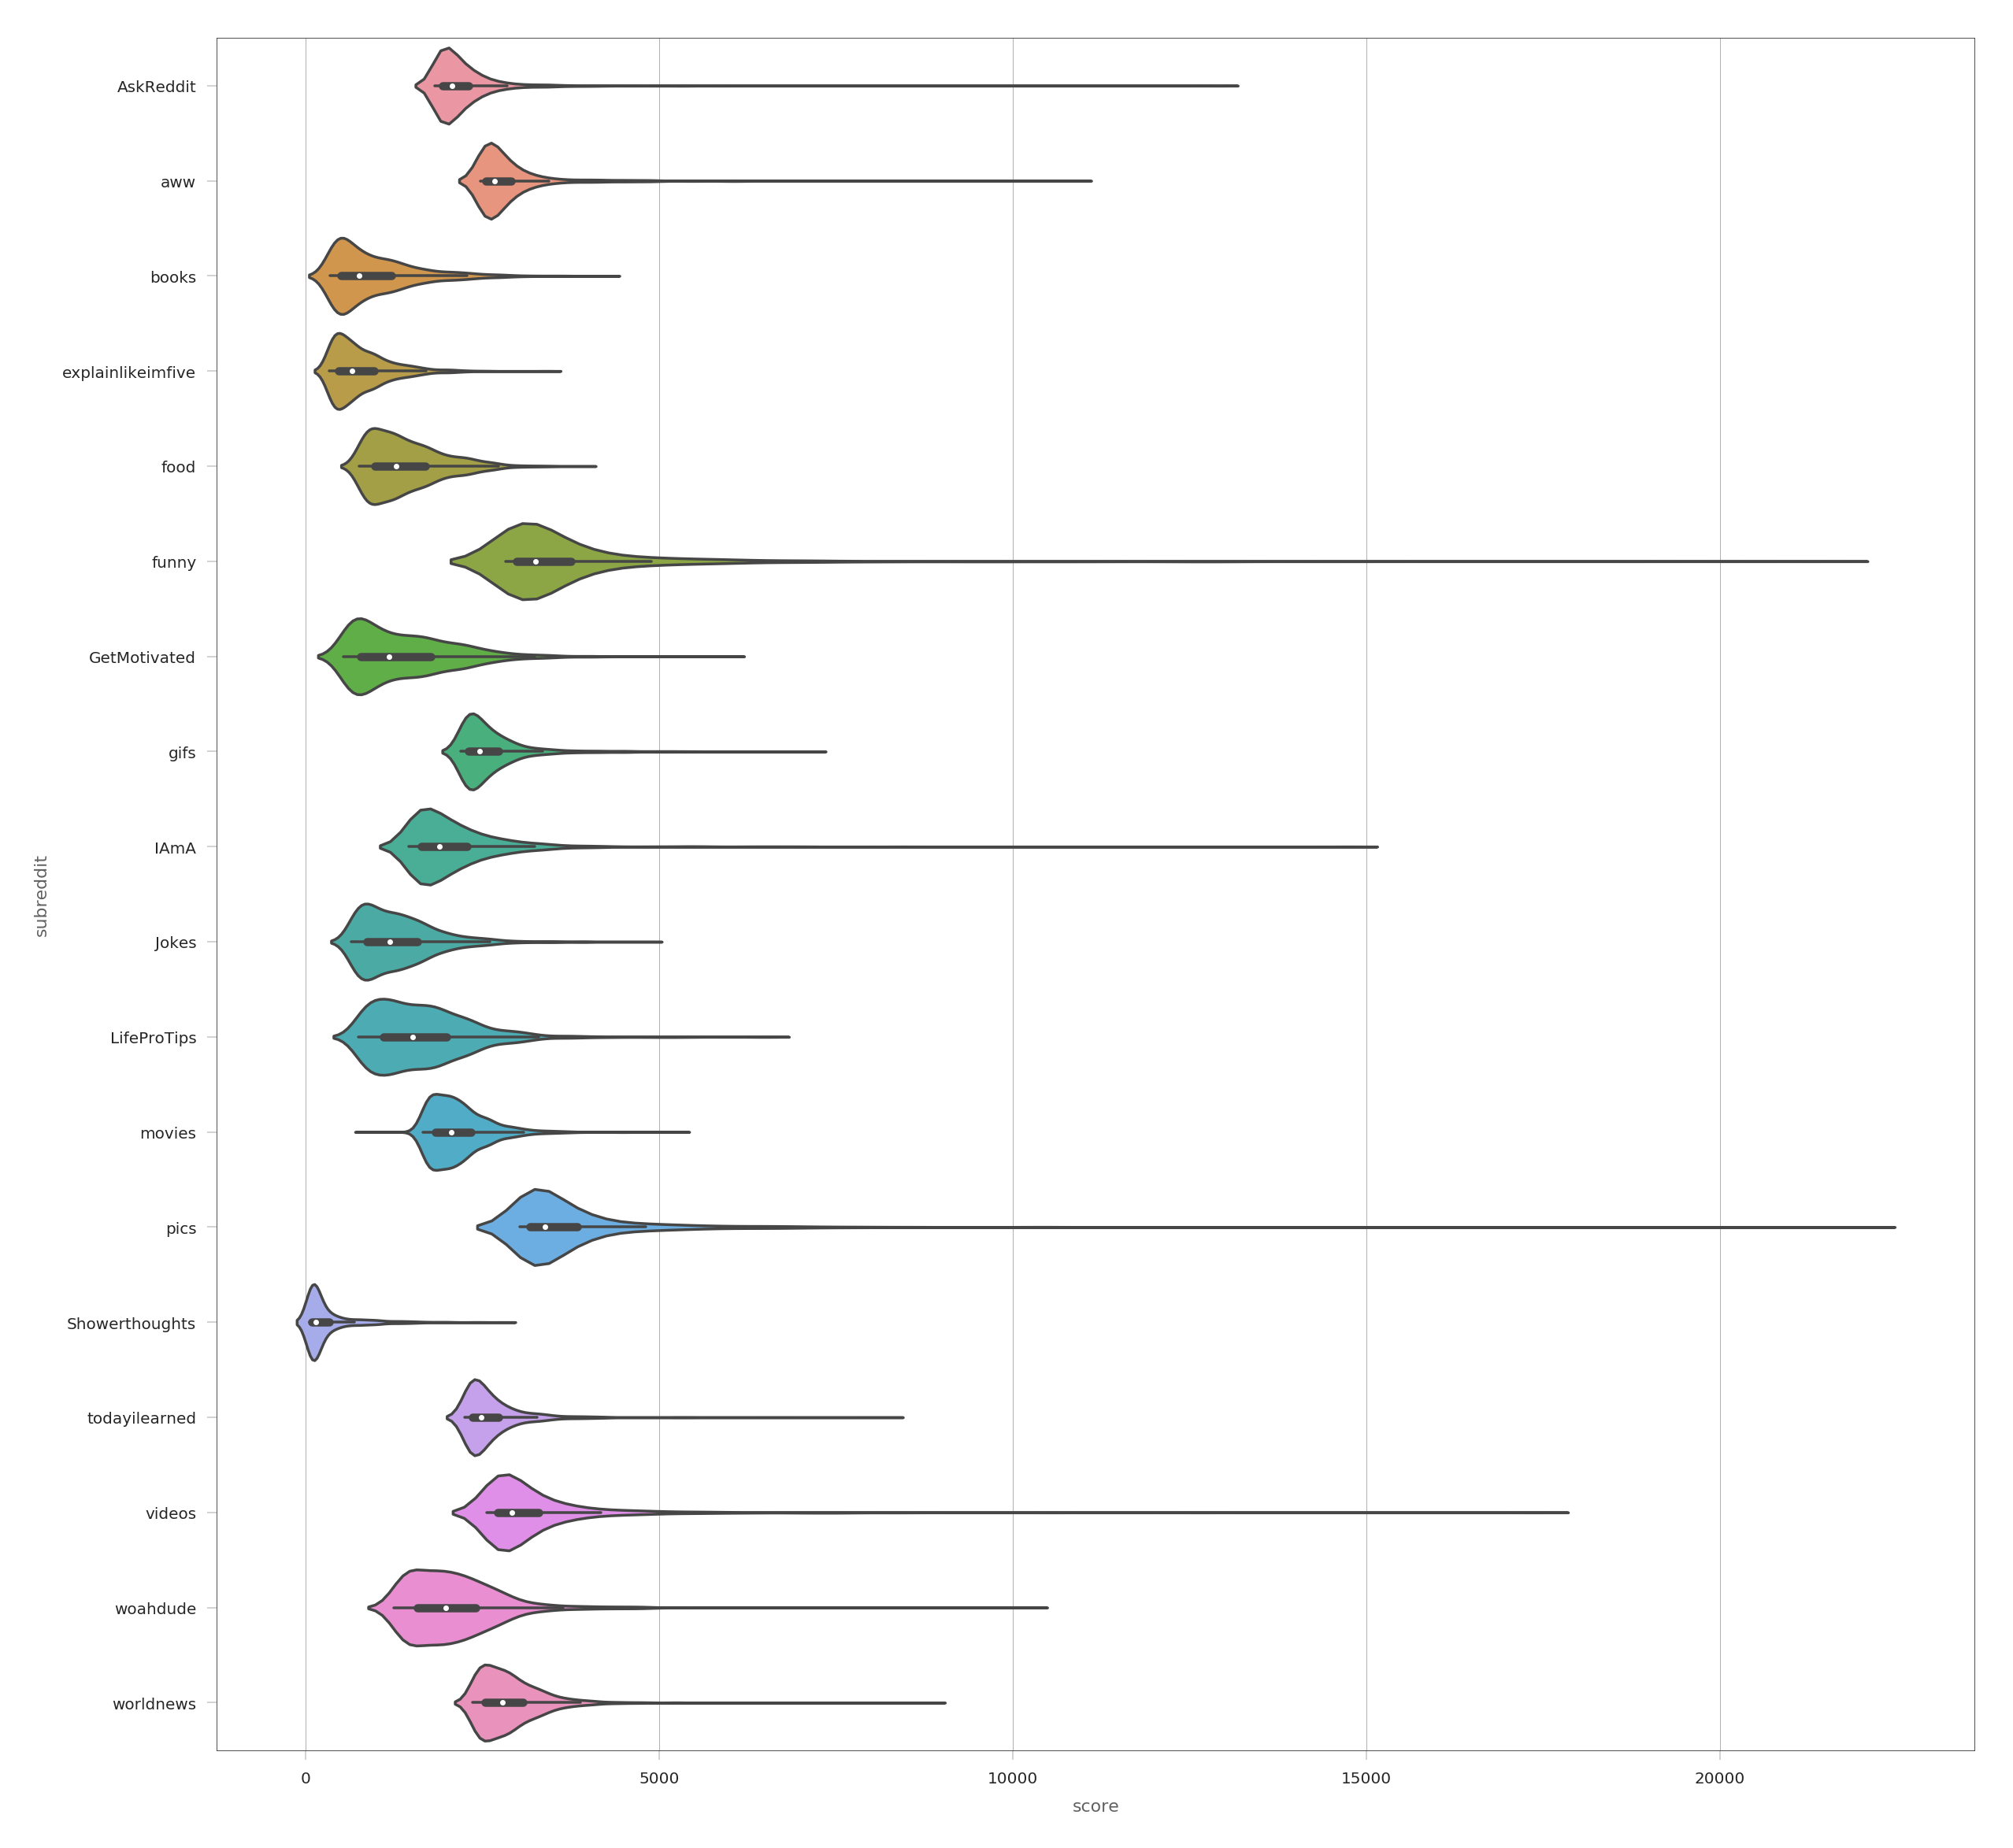 AskReddit
aww
books
explainlikeimfive
food
funny
GetMotivated
gifs
IAmA
Jokes
LifeProTips
movies
pics
Showerthoughts
todayilearned
videos
woahdude
worldnews
subreddit
0 5000 10000 15000 20000
score